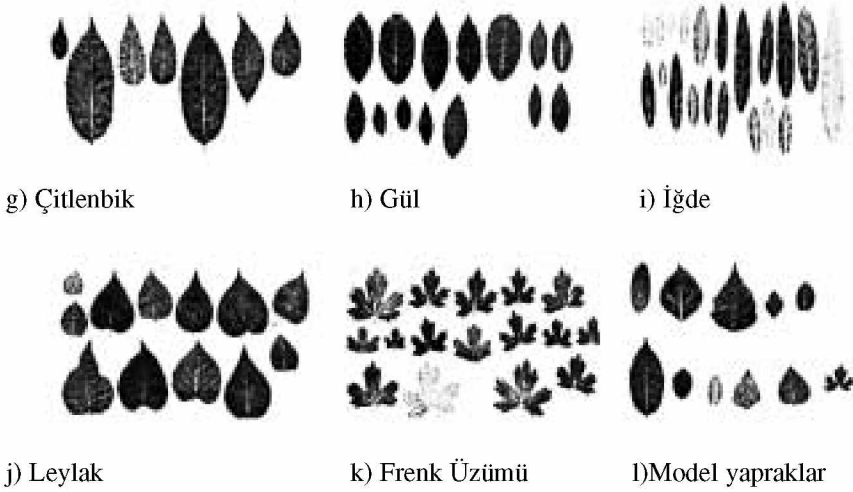 g) Çitlenbik h) Gül i) İğde
j) Leylak k) Frenk Üzümü l)Model yapraklar